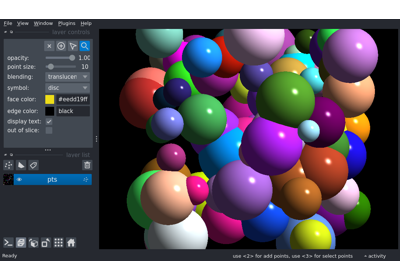 File View Window Plugins Help
layer controls
opacity: 1.00
point size: 10
blending: translucen
symbol: disc
face color: #eedd19ff
edge color: black
display text:
out of slice:
layer list
pts
Ready use <2> for add points, use <3> for select points activity